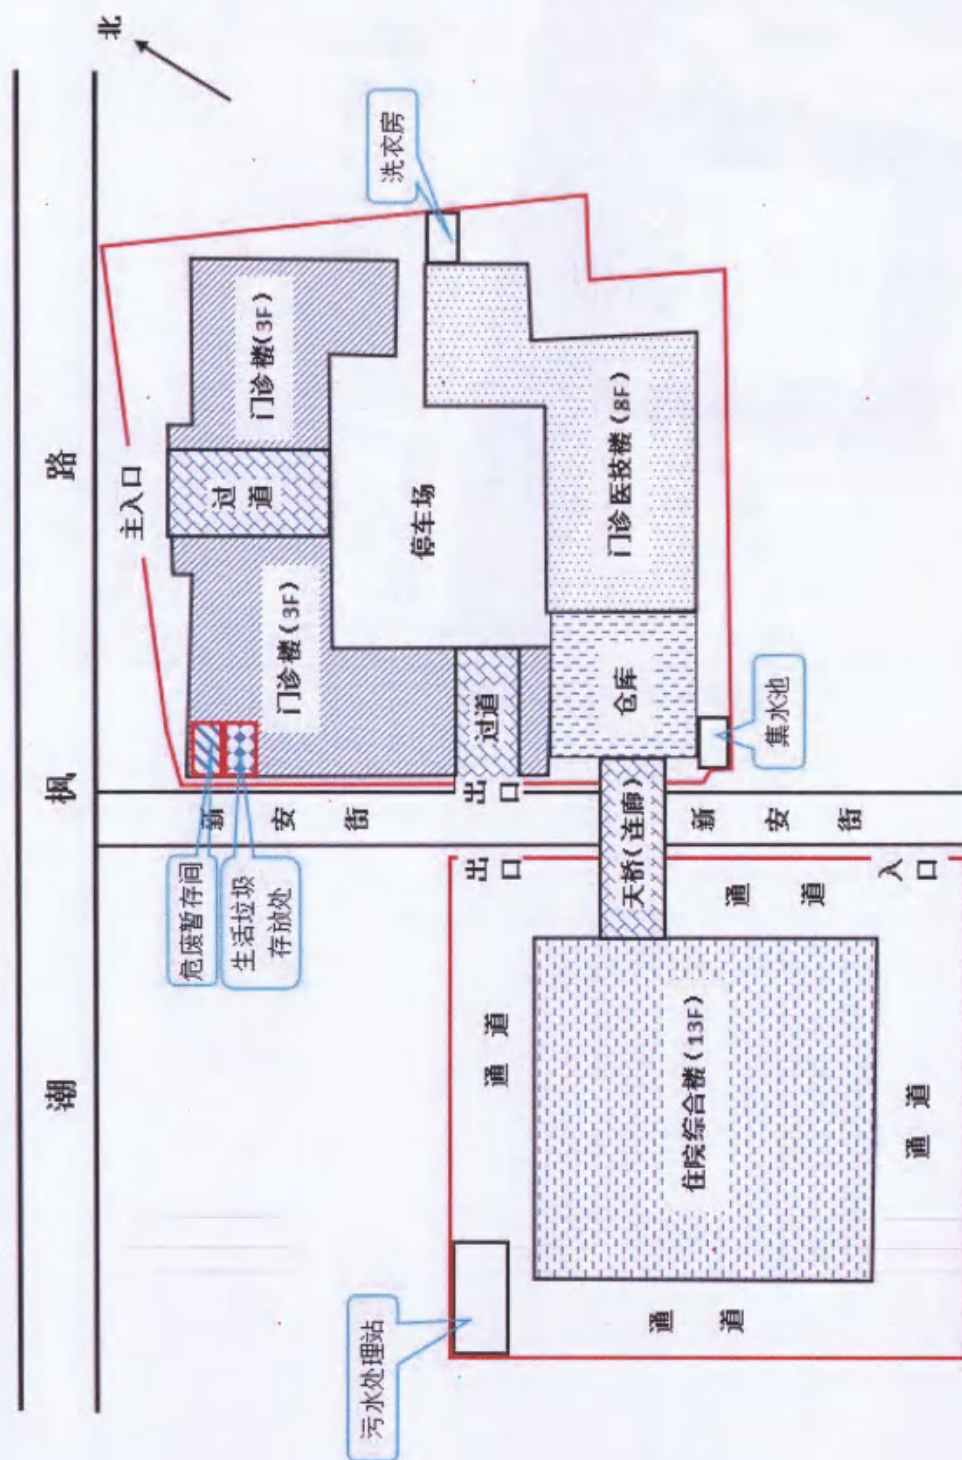 潮枫路
北
主入口
过道
门诊楼(3F)
门诊楼(3F)
危废暂存间
生活垃圾
存放处
新安街
洗衣房
停车场
过道
出口
出口
通道
污水处理站
门诊医技楼(8F)
仓库
天桥(连廊)
住院综合楼(13F)
集水池
新安街
通道
通道
入口
通道